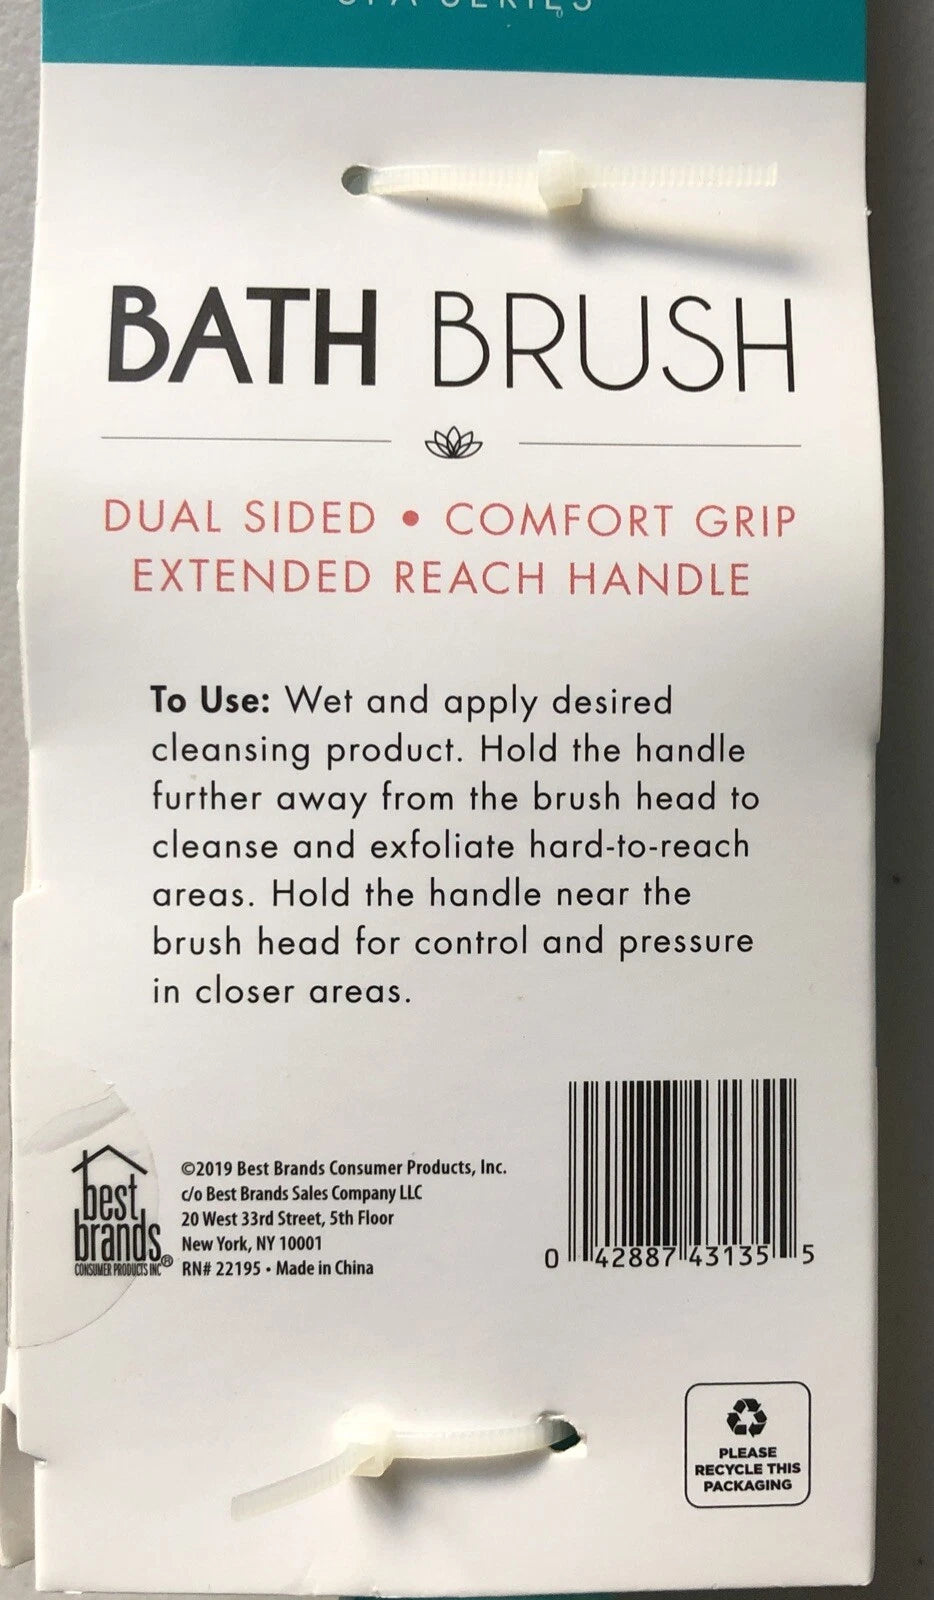 SPA SERIES
BATH BRUSH
DUAL SIDED • COMFORT GRIP
EXTENDED REACH HANDLE
To Use: Wet and apply desired
cleansing product. Hold the handle
further away from the brush head to
cleanse and exfoliate hard-to-reach
areas. Hold the handle near the
brush head for control and pressure
in closer areas.
best
brands
CONSUMER PRODUCTS INC®
©2019 Best Brands Consumer Products, Inc.
c/o Best Brands Sales Company LLC
20 West 33rd Street, 5th Floor
New York, NY 10001
RN# 22195 • Made in China
0 42887 43135 5
PLEASE
RECYCLE THIS
PACKAGING